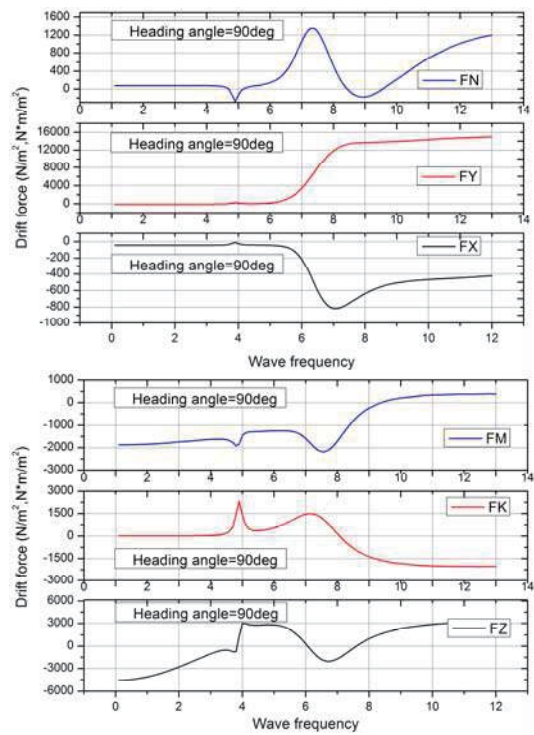 1600
1200
800
400
0
Heading angle=90deg
FN
0 2 4 6 8 10 12 14
Drift force (N/m²,N*m/m²)
16000
12000
8000
4000
0
Heading angle=90deg
FY
0 2 4 6 8 10 12 14
0
-200
-400
-600
-800
-1000
FX
Heading angle=90deg
0 2 4 6 8 10 12
Wave frequency
1000
0
-1000
-2000
-3000
Heading angle=90deg
FM
0 2 4 6 8 10 12 14
Drift force (N/m²,N*m/m²)
3000
1500
0
-1500
-3000
FK
Heading angle=90deg
0 2 4 6 8 10 12 14
6000
3000
0
-3000
-6000
Heading angle=90deg
FZ
0 2 4 6 8 10 12
Wave frequency